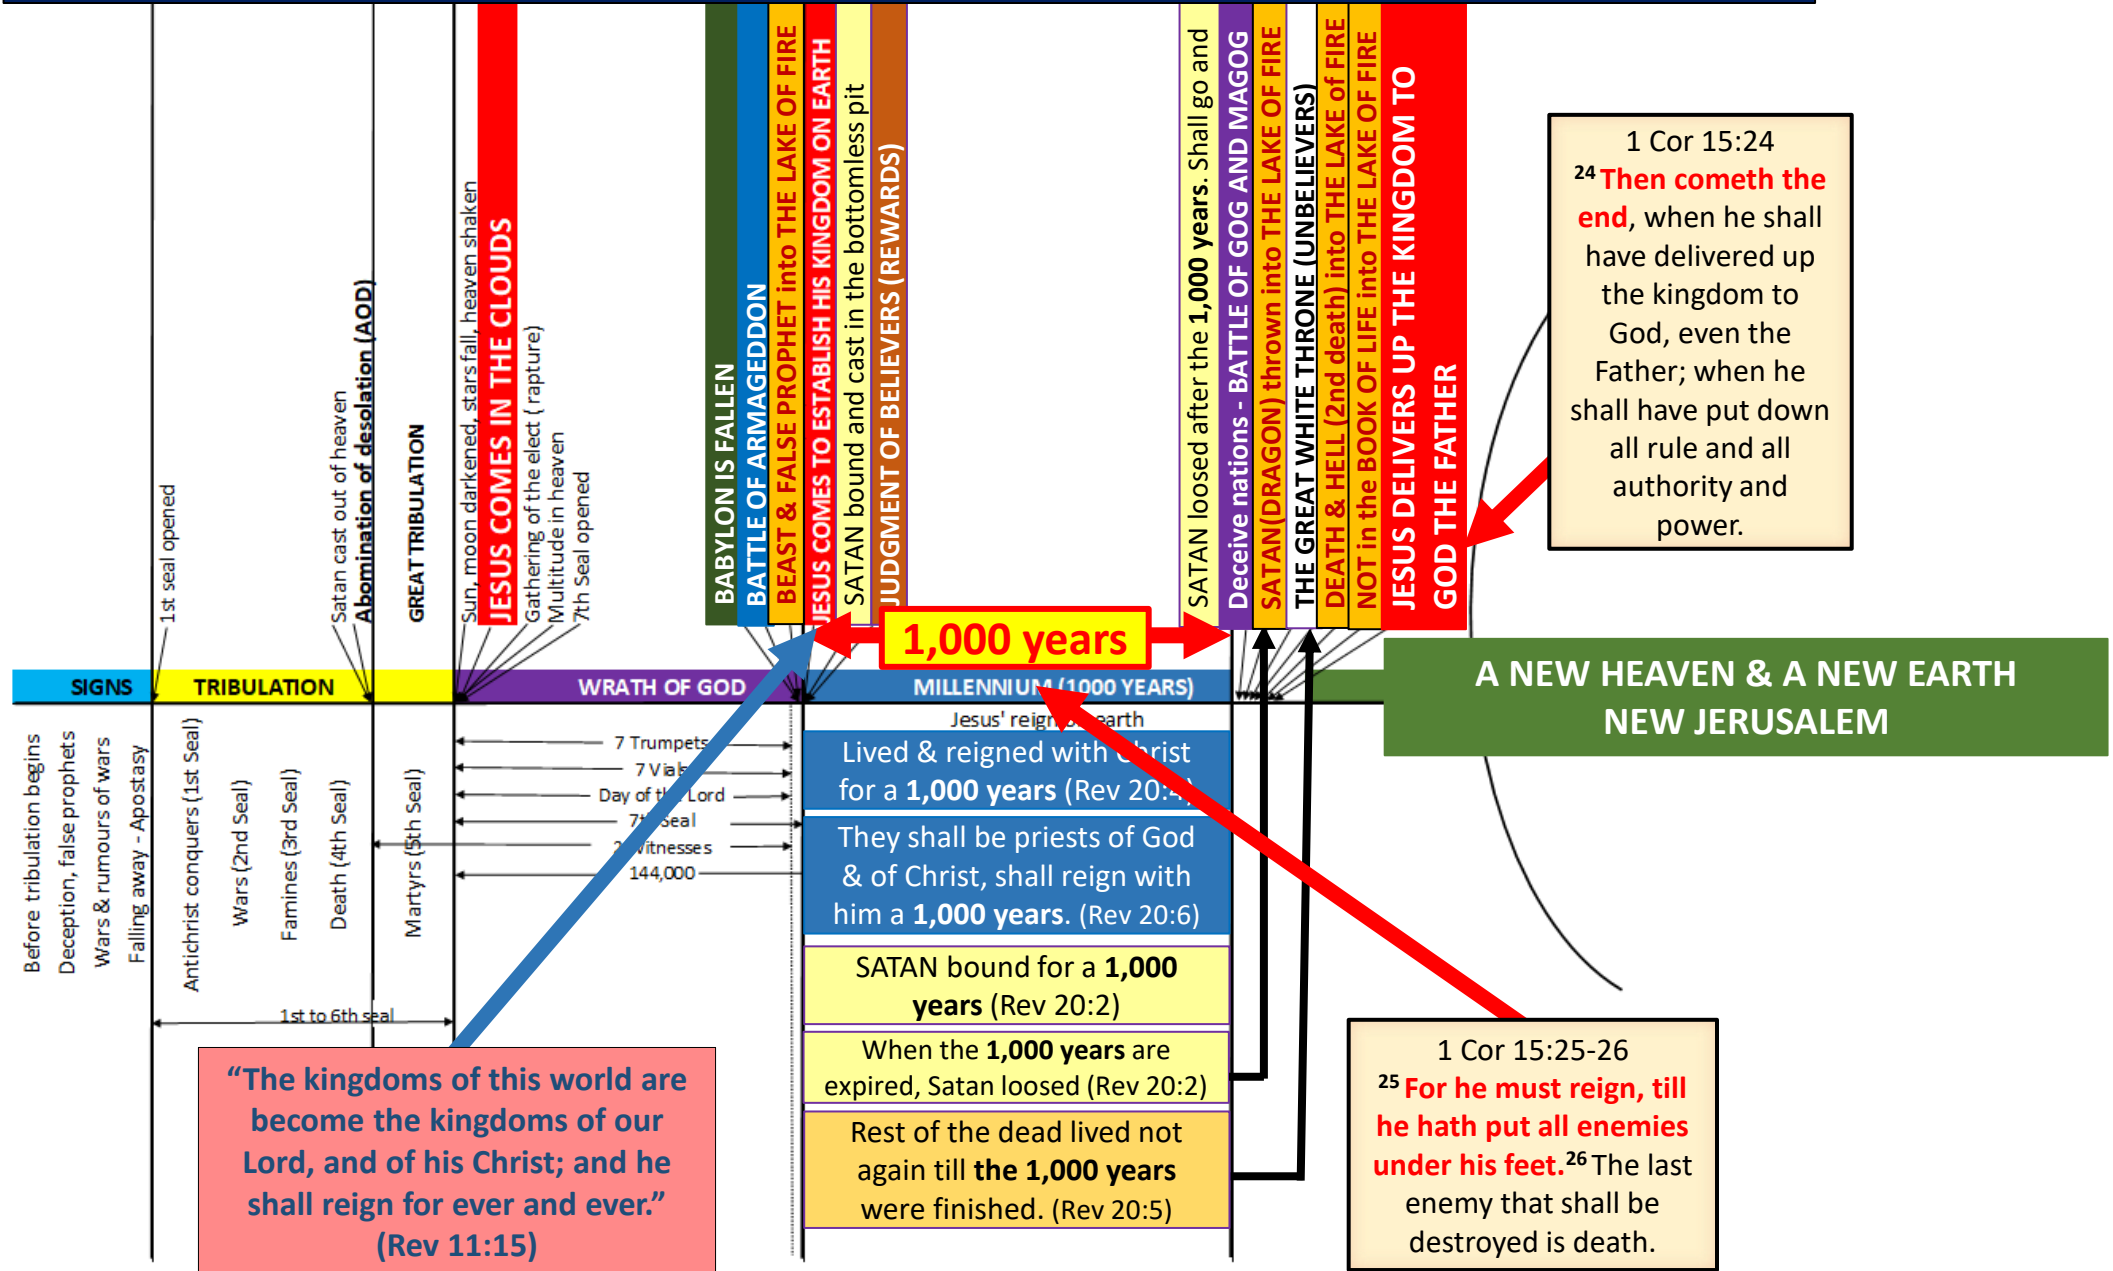 1st seal opened
Satan cast out of heaven
Abomination of desolation (AOD)
GREAT TRIBULATION
Sun, moon darkened, stars fall, heaven shaken
JESUS COMES IN THE CLOUDS
Gathering of the elect ( rapture)
Multitude in heaven
7th Seal opened
BABYLON IS FALLEN
BATTLE OF ARMAGEDDON
BEAST & FALSE PROPHET into THE LAKE OF FIRE
JESUS COMES TO ESTABLISH HIS KINGDOM ON EARTH
SATAN bound and cast in the bottomless pit
JUDGMENT OF BELIEVERS (REWARDS)
SATAN loosed after the 1,000 years. Shall go and
Deceive nations - BATTLE OF GOG AND MAGOG
SATAN(DRAGON) thrown into THE LAKE OF FIRE
THE GREAT WHITE THRONE (UNBELIEVERS)
DEATH & HELL (2nd death) into THE LAKE of FIRE
NOT in the BOOK OF LIFE into THE LAKE OF FIRE
JESUS DELIVERS UP THE KINGDOM TO
GOD THE FATHER
1 Cor 15:24
24 Then cometh the
end, when he shall
have delivered up
the kingdom to
God, even the
Father; when he
shall have put down
all rule and all
authority and
power.
1,000 years
SIGNS
TRIBULATION
WRATH OF GOD
MILLENNIUM (1000 YEARS)
A NEW HEAVEN & A NEW EARTH
NEW JERUSALEM
Before tribulation begins
Deception, false prophets
Wars & rumours of wars
Falling away - Apostasy
Antichrist conquers (1st Seal)
Wars (2nd Seal)
Famines (3rd Seal)
Death (4th Seal)
Martyrs (5th Seal)
1st to 6th seal
7 Trumpets
7 Vials
Day of the Lord
7th Seal
2 Witnesses
144,000
Jesus' reign on earth
Lived & reigned with Christ
for a 1,000 years (Rev 20:4)
They shall be priests of God
& of Christ, shall reign with
him a 1,000 years. (Rev 20:6)
SATAN bound for a 1,000
years (Rev 20:2)
When the 1,000 years are
expired, Satan loosed (Rev 20:2)
Rest of the dead lived not
again till the 1,000 years
were finished. (Rev 20:5)
“The kingdoms of this world are
become the kingdoms of our
Lord, and of his Christ; and he
shall reign for ever and ever.”
(Rev 11:15)
1 Cor 15:25-26
25 For he must reign, till
he hath put all enemies
under his feet. 26 The last
enemy that shall be
destroyed is death.